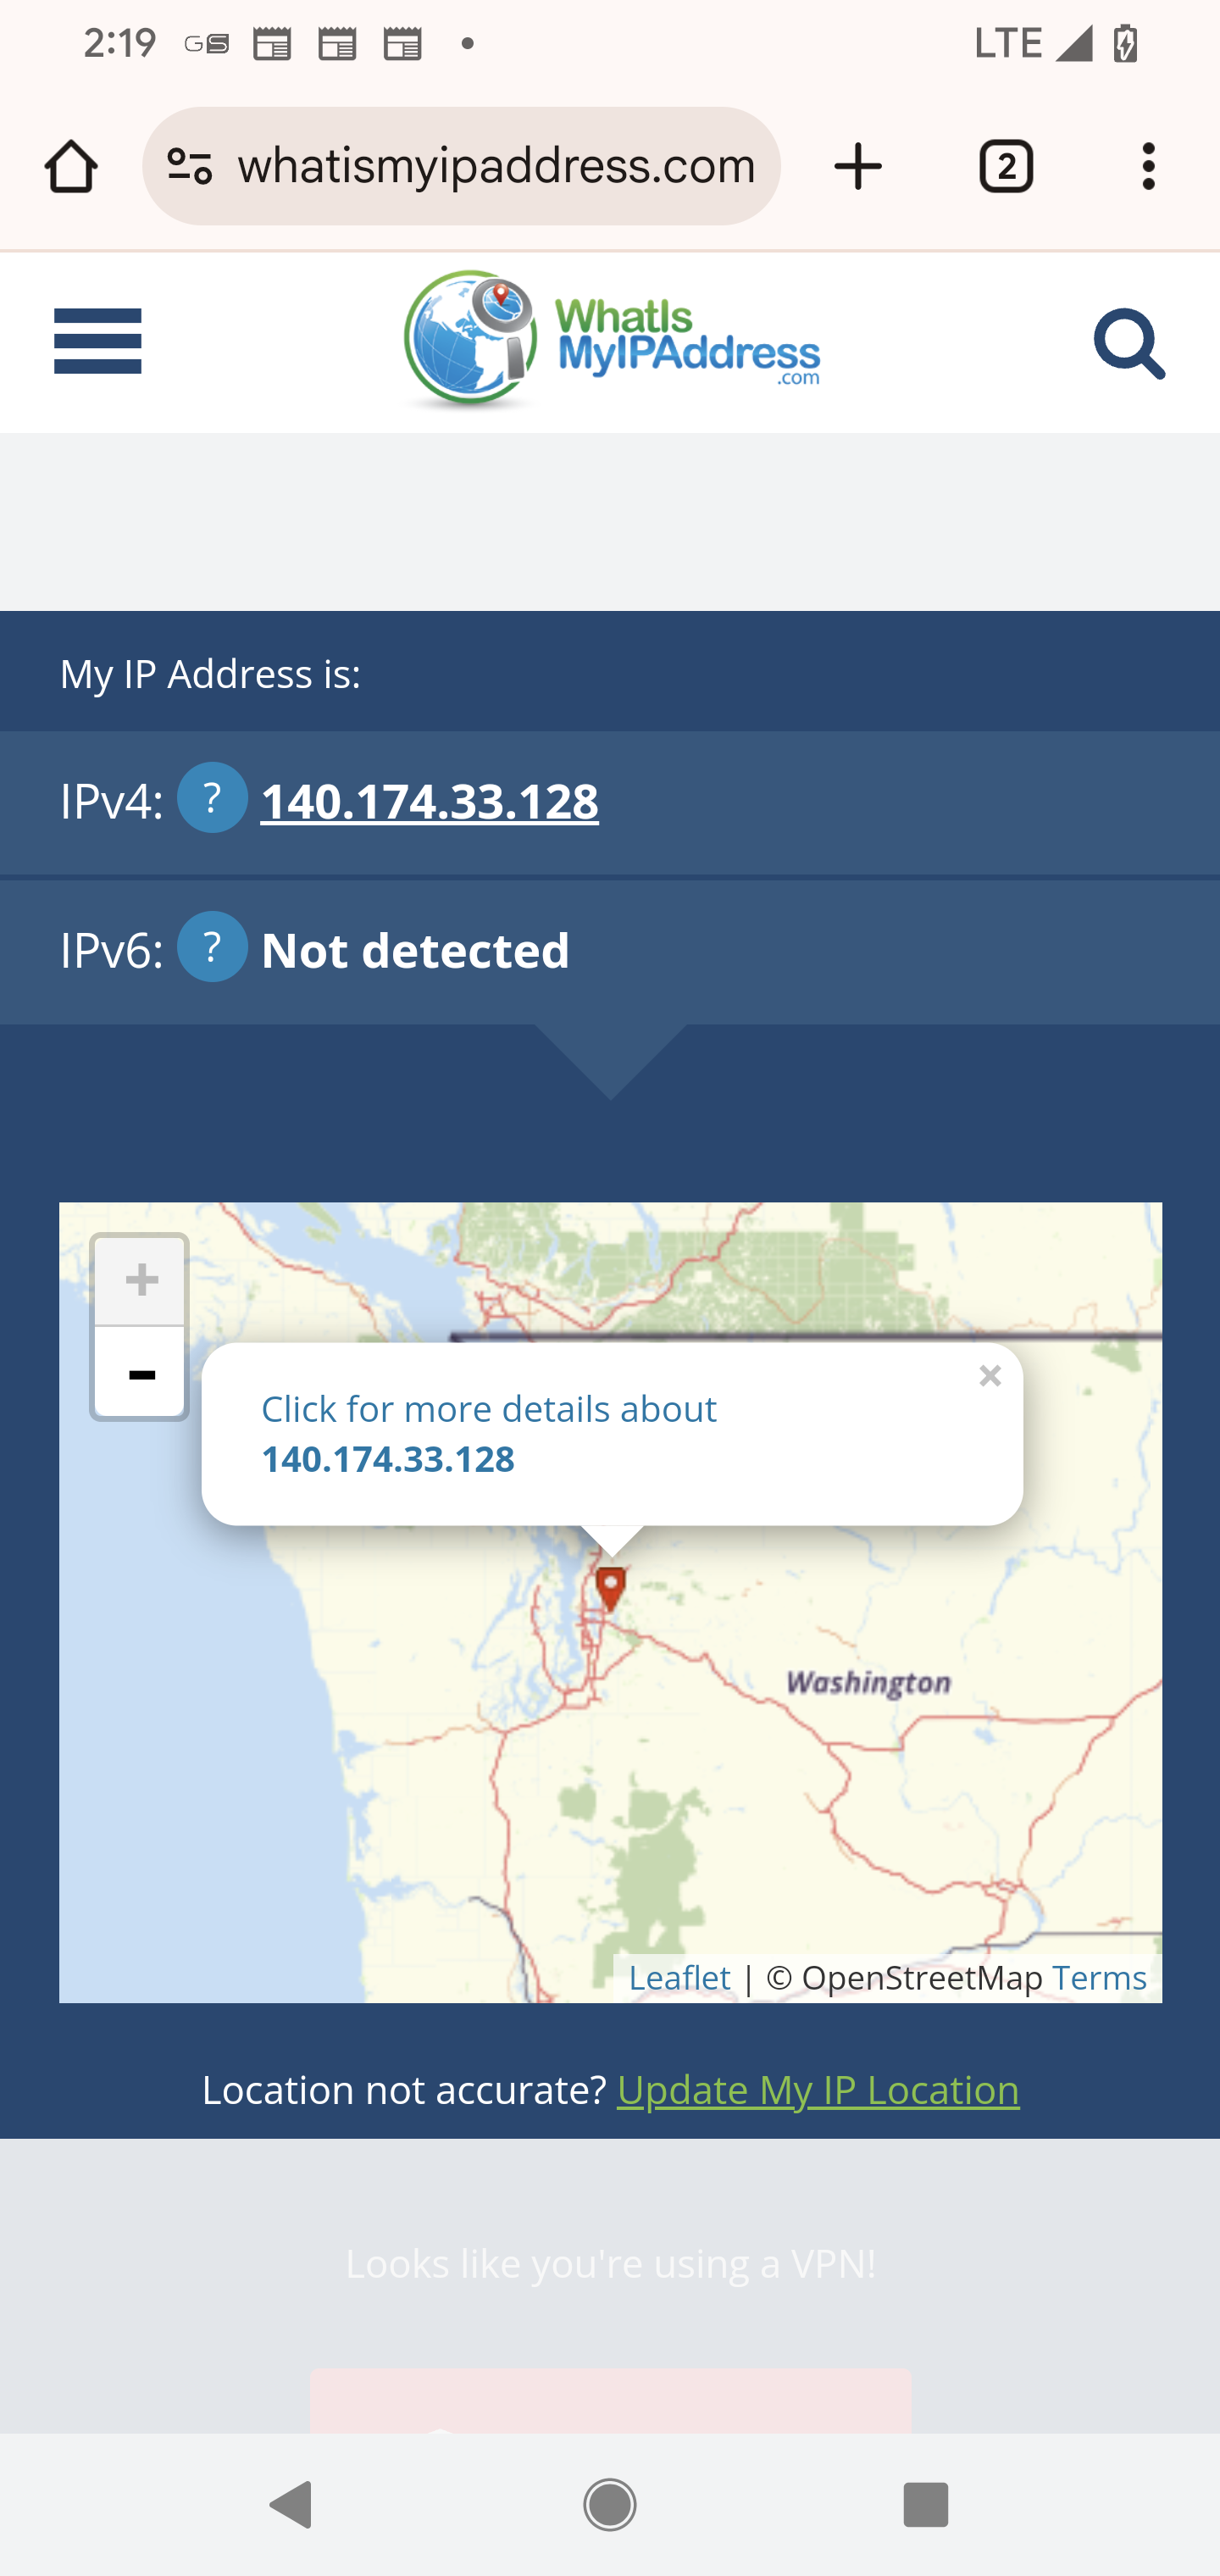 2:19 GS LTE
whatismyipaddress.com 2
WhatIs
MyIPAddress
.com
My IP Address is:
IPv4: ? 140.174.33.128
IPv6: ? Not detected
+
-
Click for more details about ×
140.174.33.128
Washington
Leaflet | © OpenStreetMap Terms
Location not accurate? Update My IP Location
Looks like you're using a VPN!